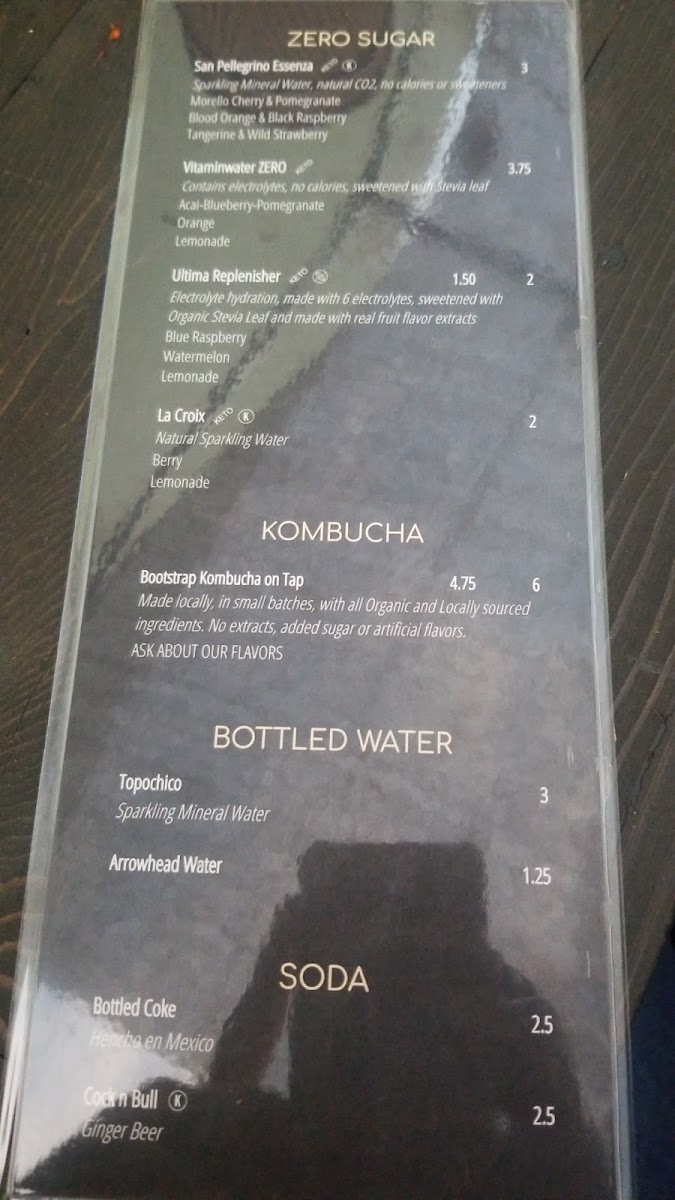 ZERO SUGAR
San Pellegrino Essenza KETO K 3
Sparkling Mineral Water, natural CO2, no calories or sweeteners
Morello Cherry & Pomegranate
Blood Orange & Black Raspberry
Tangerine & Wild Strawberry
Vitaminwater ZERO KETO 3.75
Contains electrolytes, no calories, sweetened with Stevia leaf
Acai-Blueberry-Pomegranate
Orange
Lemonade
Ultima Replenisher KETO 1.50 2
Electrolyte hydration, made with 6 electrolytes, sweetened with
Organic Stevia Leaf and made with real fruit flavor extracts
Blue Raspberry
Watermelon
Lemonade
La Croix KETO K 2
Natural Sparkling Water
Berry
Lemonade
KOMBUCHA
Bootstrap Kombucha on Tap 4.75 6
Made locally, in small batches, with all Organic and Locally sourced
ingredients. No extracts, added sugar or artificial flavors.
ASK ABOUT OUR FLAVORS
BOTTLED WATER
Topochico 3
Sparkling Mineral Water
Arrowhead Water 1.25
SODA
Bottled Coke 2.5
Hencho en Mexico
Cock n Bull K 2.5
Ginger Beer